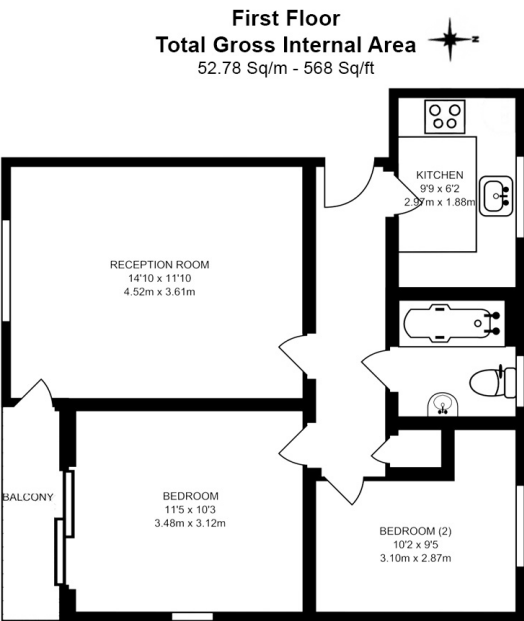 First Floor
Total Gross Internal Area
52.78 Sq/m - 568 Sq/ft
N
KITCHEN
9'9 x 6'2
2.97m x 1.88m
RECEPTION ROOM
14'10 x 11'10
4.52m x 3.61m
BALCONY
BEDROOM
11'5 x 10'3
3.48m x 3.12m
BEDROOM (2)
10'2 x 9'5
3.10m x 2.87m